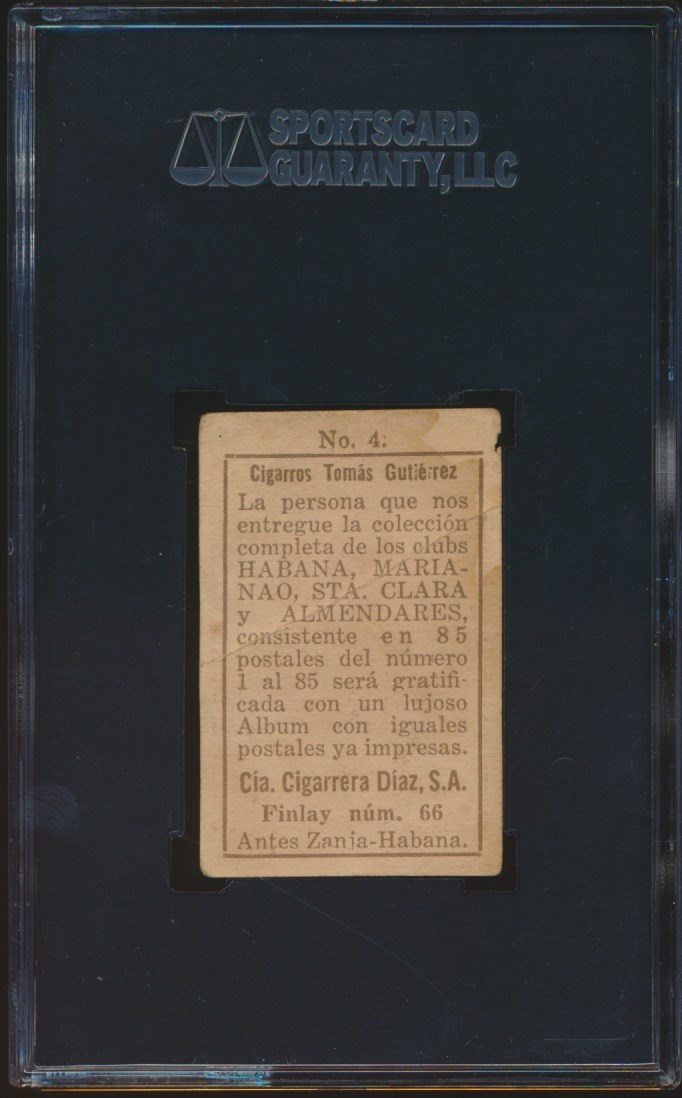 SPORTSCARD
GUARANTY, LLC
No. 4.
Cigarros Tomás Gutiérrez
La persona que nos
entregue la colección
completa de los clubs
HABANA, MARIA-
NAO, STA. CLARA
y ALMENDARES,
consistente en 85
postales del número
1 al 85 será gratifi-
cada con un lujoso
Album con iguales
postales ya impresas.
Cía. Cigarrera Díaz, S.A.
Finlay núm. 66
Antes Zanja-Habana.